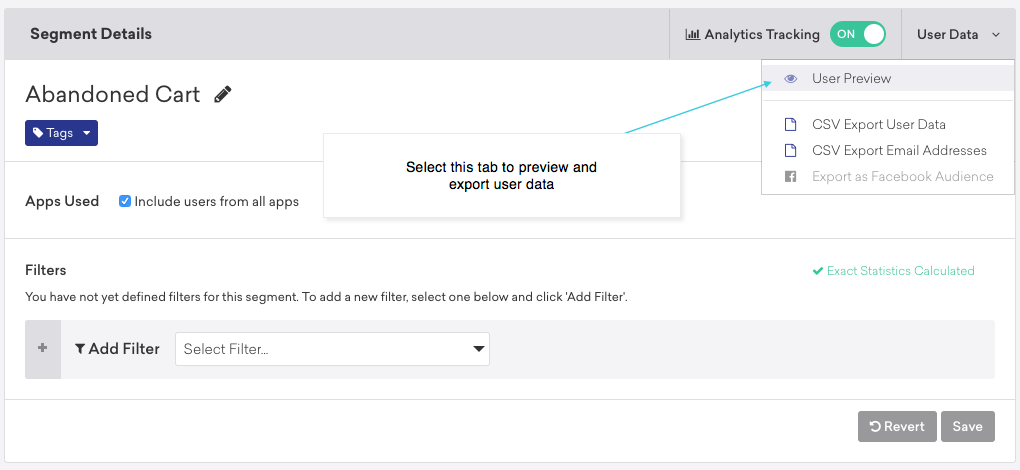 Segment Details
Analytics Tracking ON
User Data
User Preview
Abandoned Cart
Tags
CSV Export User Data
CSV Export Email Addresses
Export as Facebook Audience
Select this tab to preview and
export user data
Apps Used
Include users from all apps
Filters
Exact Statistics Calculated
You have not yet defined filters for this segment. To add a new filter, select one below and click 'Add Filter'.
+ Add Filter
Select Filter...
Revert
Save